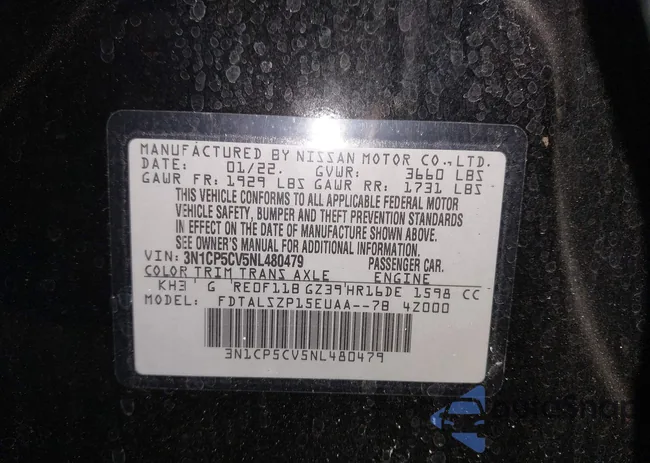 MANUFACTURED BY NISSAN MOTOR CO.,LTD.
DATE: 01/22. GVWR: 3660 LBS
GAWR FR: 1929 LBS GAWR RR: 1731 LBS
THIS VEHICLE CONFORMS TO ALL APPLICABLE FEDERAL MOTOR
VEHICLE SAFETY, BUMPER AND THEFT PREVENTION STANDARDS
IN EFFECT ON THE DATE OF MANUFACTURE SHOWN ABOVE.
SEE OWNER'S MANUAL FOR ADDITIONAL INFORMATION.
VIN: 3N1CP5CV5NL480479 PASSENGER CAR.
COLOR TRIM TRANS AXLE ENGINE
KH3 G RE0F11B GZ39 HR16DE 1598 CC
MODEL: FDTALSZP15EUAA--7B 42000
3N1CP5CV5NL480479